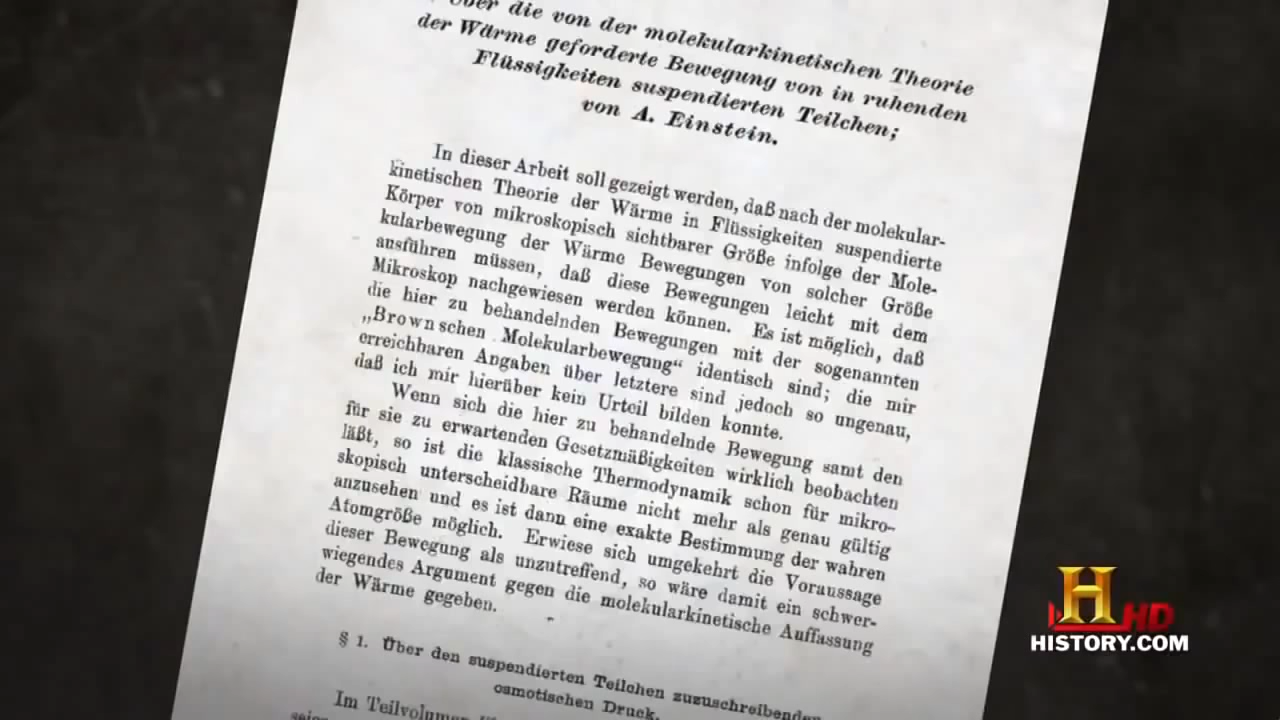 Über die von der molekularkinetischen Theorie
der Wärme geforderte Bewegung von in ruhenden
Flüssigkeiten suspendierten Teilchen;
von A. Einstein.
In dieser Arbeit soll gezeigt werden, daß nach der molekular-
kinetischen Theorie der Wärme in Flüssigkeiten suspendierte
Körper von mikroskopisch sichtbarer Größe infolge der Mole-
kularbewegung der Wärme Bewegungen von solcher Größe
ausführen müssen, daß diese Bewegungen leicht mit dem
Mikroskop nachgewiesen werden können. Es ist möglich, daß
die hier zu behandelnden Bewegungen mit der sogenannten
„Brownschen Molekularbewegung“ identisch sind; die mir
erreichbaren Angaben über letztere sind jedoch so ungenau,
daß ich mir hierüber kein Urteil bilden konnte.
Wenn sich die hier zu behandelnde Bewegung samt den
für sie zu erwartenden Gesetzmäßigkeiten wirklich beobachten
läßt, so ist die klassische Thermodynamik schon für mikro-
skopisch unterscheidbare Räume nicht mehr als genau gültig
anzusehen und es ist dann eine exakte Bestimmung der wahren
Atomgröße möglich. Erwiese sich umgekehrt die Voraussage
dieser Bewegung als unzutreffend, so wäre damit ein schwer-
wiegendes Argument gegen die molekularkinetische Auffassung
der Wärme gegeben.
§ 1. Über den suspendierten Teilchen zuzuschreibenden
osmotischen Druck.
Im Teilvolumen
H HD
HISTORY.COM